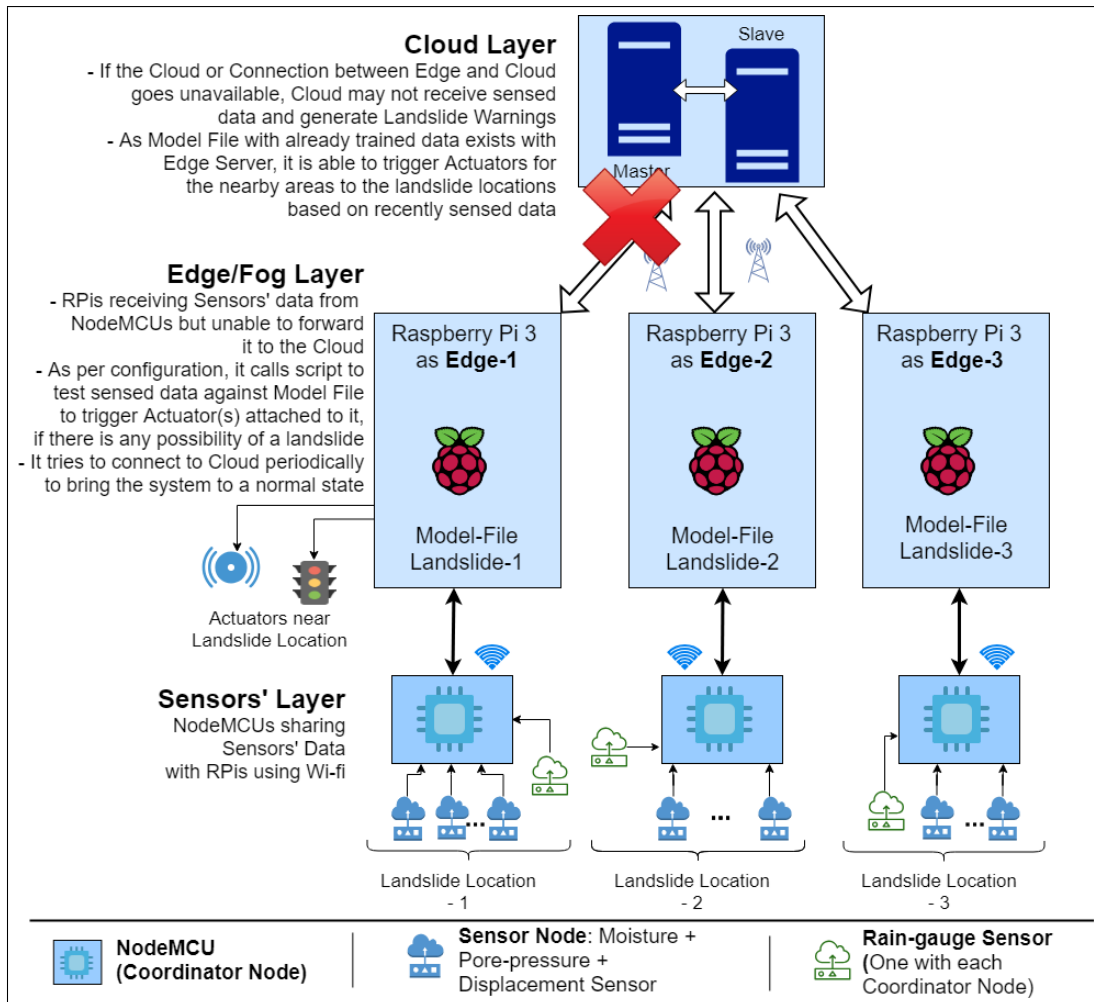 Cloud Layer
- If the Cloud or Connection between Edge and Cloud
goes unavailable, Cloud may not receive sensed
data and generate Landslide Warnings
- As Model File with already trained data exists with
Edge Server, it is able to trigger Actuators for
the nearby areas to the landslide locations
based on recently sensed data
Slave
Master
Edge/Fog Layer
- RPis receiving Sensors' data from
NodeMCUs but unable to forward
it to the Cloud
- As per configuration, it calls script to
test sensed data against Model File
to trigger Actuator(s) attached to it,
if there is any possibility of a landslide
- It tries to connect to Cloud periodically
to bring the system to a normal state
Raspberry Pi 3
as Edge-1
Model-File
Landslide-1
Raspberry Pi 3
as Edge-2
Model-File
Landslide-2
Raspberry Pi 3
as Edge-3
Model-File
Landslide-3
Actuators near
Landslide Location
Sensors' Layer
NodeMCUs sharing
Sensors' Data
with RPis using Wi-fi
...
...
...
Landslide Location
- 1
Landslide Location
- 2
Landslide Location
- 3
NodeMCU
(Coordinator Node)
Sensor Node: Moisture +
Pore-pressure +
Displacement Sensor
Rain-gauge Sensor
(One with each
Coordinator Node)